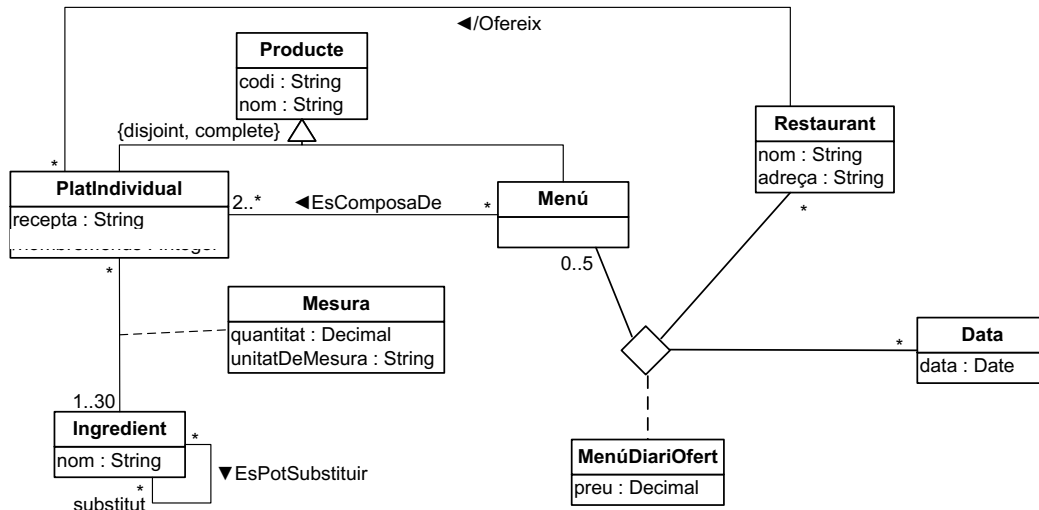 ◄/Ofereix
Producte
codi : String
nom : String
{disjoint, complete}
Restaurant
nom : String
adreça : String
*
*
PlatIndividual
recepta : String
2..*
◄EsComposaDe
*
Menú
0..5
*
Mesura
quantitat : Decimal
unitatDeMesura : String
*
Data
data : Date
1..30
Ingredient
nom : String
*
▼EsPotSubstituir
*
substitut
MenúDiariOfert
preu : Decimal